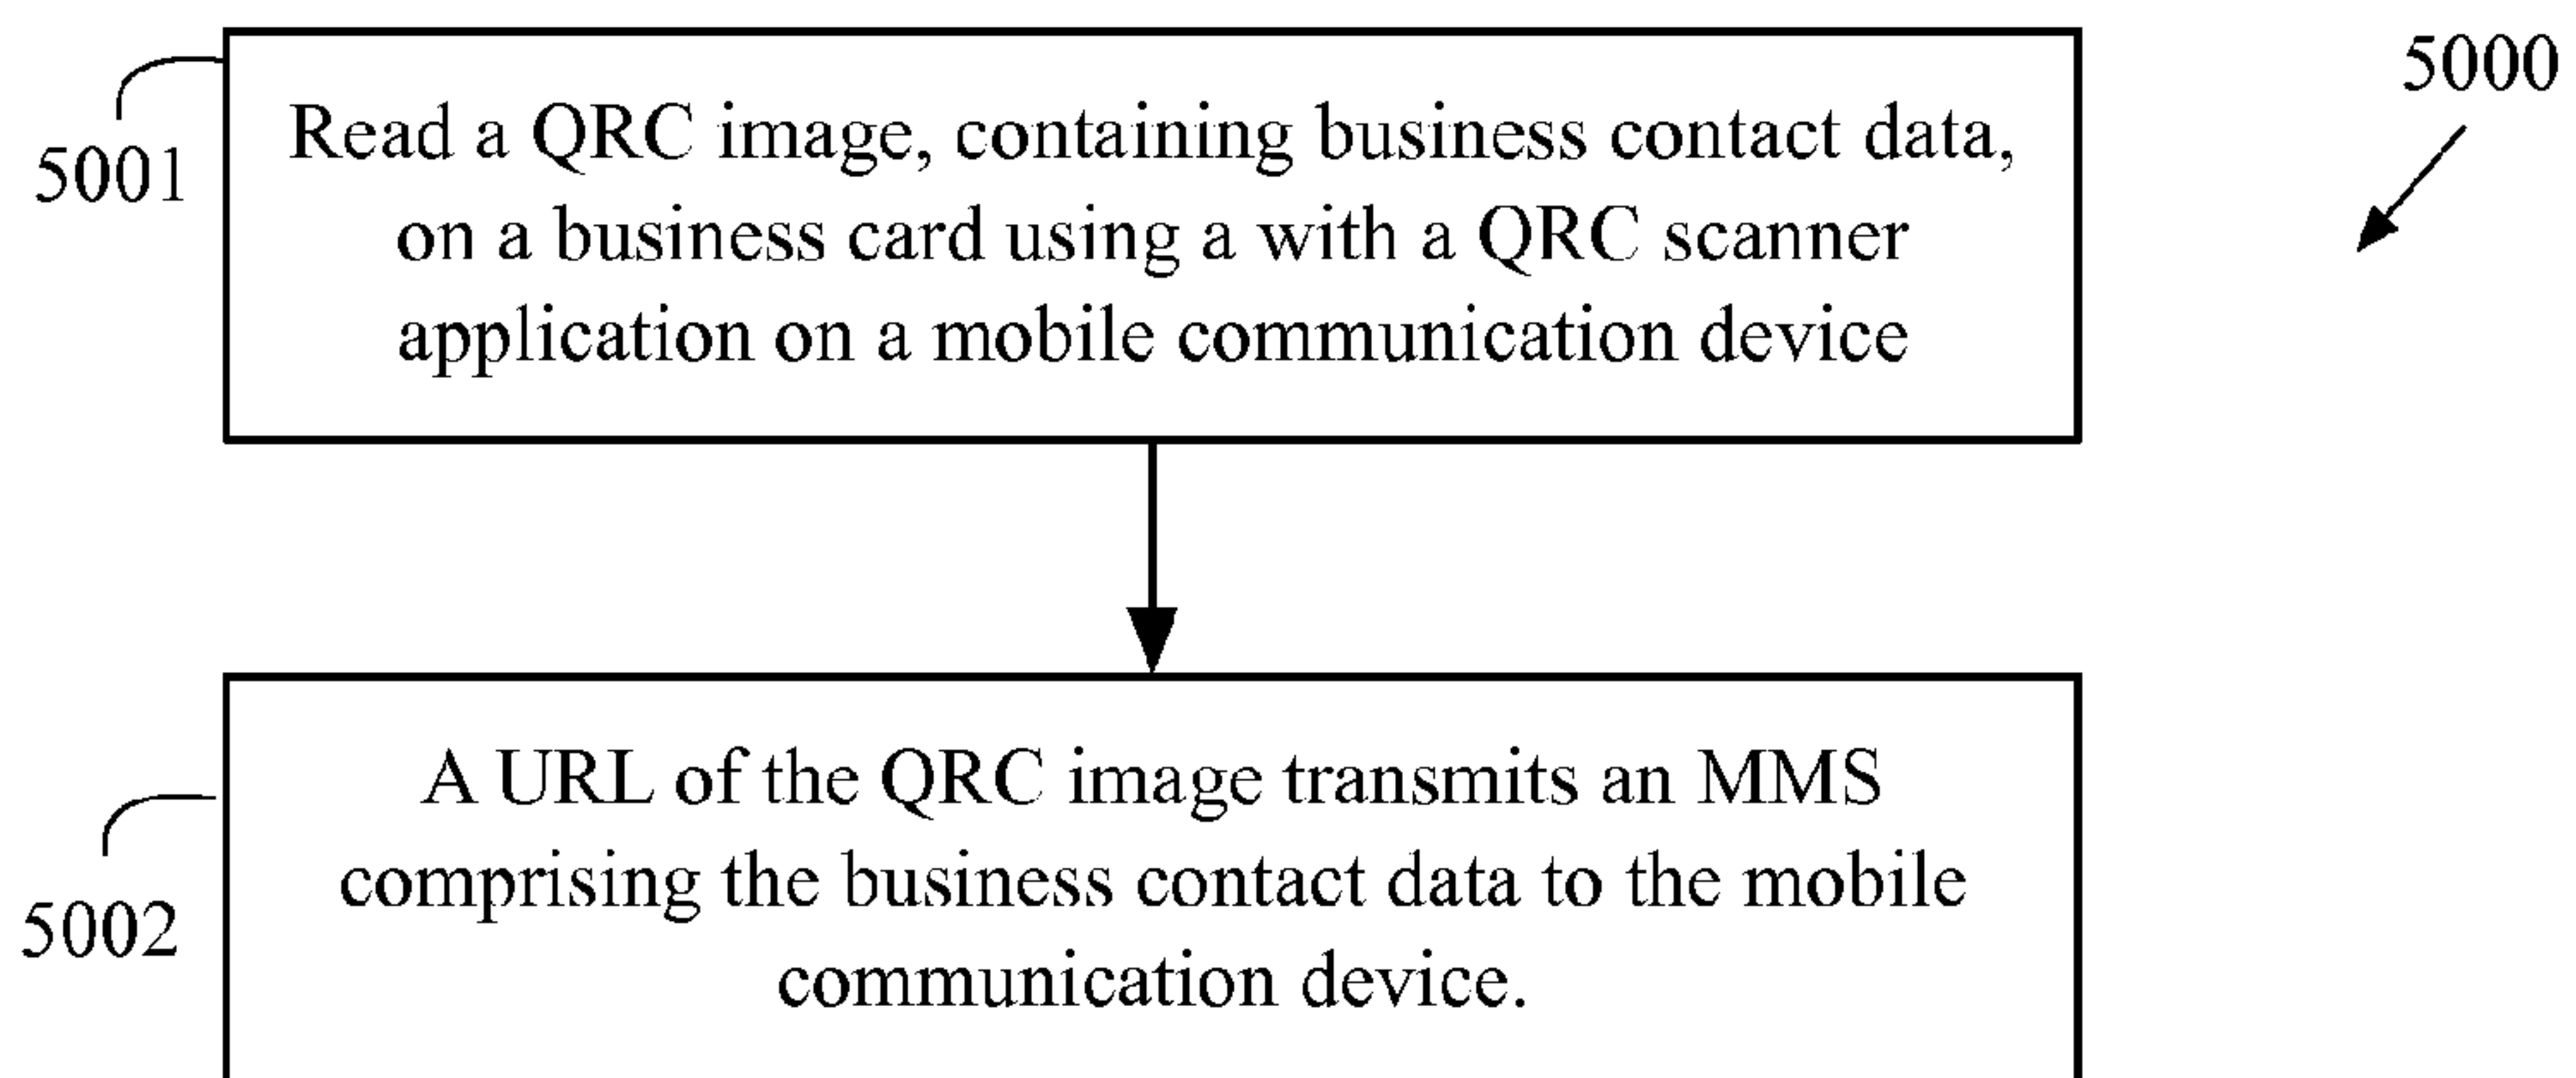 5000
5001
Read a QRC image, containing business contact data,
on a business card using a with a QRC scanner
application on a mobile communication device
5002
A URL of the QRC image transmits an MMS
comprising the business contact data to the mobile
communication device.